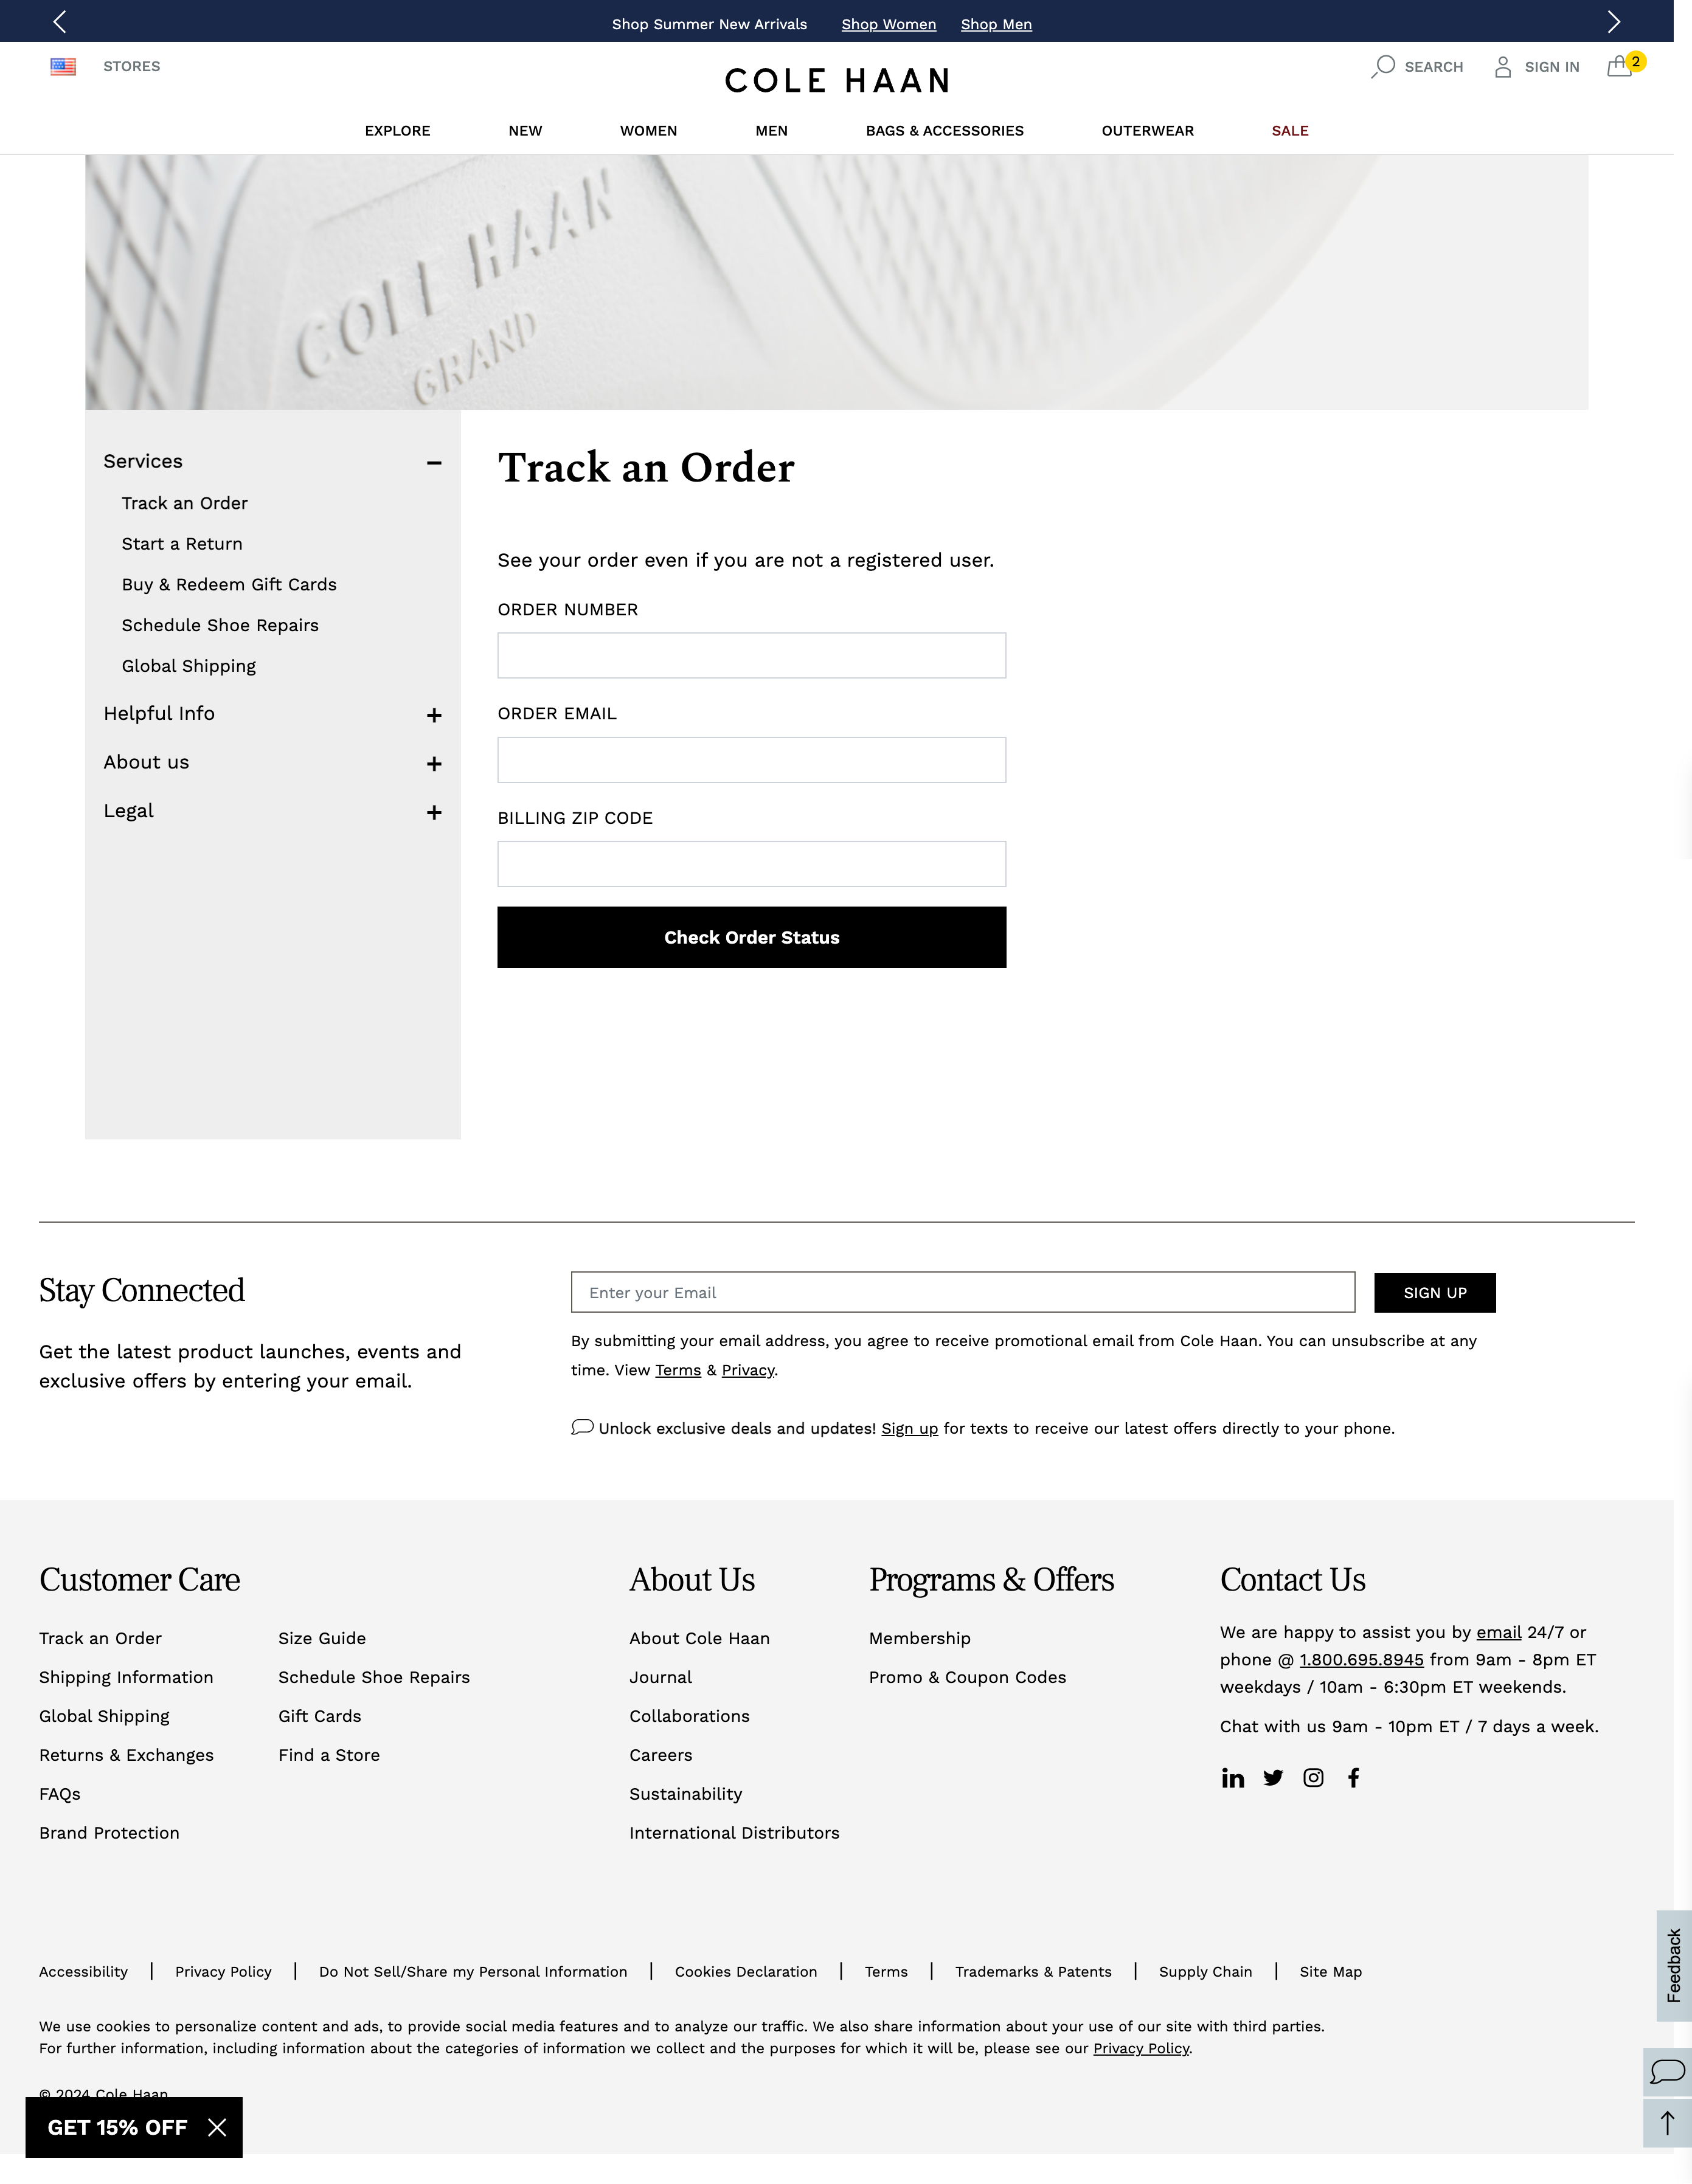 Shop Summer New Arrivals Shop Women Shop Men
STORES
COLE HAAN
SEARCH
SIGN IN
2
EXPLORE NEW WOMEN MEN BAGS & ACCESSORIES OUTERWEAR SALE
COLE HAAN
GRAND
Services
Track an Order
Start a Return
Buy & Redeem Gift Cards
Schedule Shoe Repairs
Global Shipping
Helpful Info
About us
Legal
Track an Order
See your order even if you are not a registered user.
ORDER NUMBER
ORDER EMAIL
BILLING ZIP CODE
Check Order Status
Stay Connected
Get the latest product launches, events and
exclusive offers by entering your email.
Enter your Email
SIGN UP
By submitting your email address, you agree to receive promotional email from Cole Haan. You can unsubscribe at any
time. View Terms & Privacy.
Unlock exclusive deals and updates! Sign up for texts to receive our latest offers directly to your phone.
Customer Care
Track an Order
Shipping Information
Global Shipping
Returns & Exchanges
FAQs
Brand Protection
Size Guide
Schedule Shoe Repairs
Gift Cards
Find a Store
About Us
About Cole Haan
Journal
Collaborations
Careers
Sustainability
International Distributors
Programs & Offers
Membership
Promo & Coupon Codes
Contact Us
We are happy to assist you by email 24/7 or
phone @ 1.800.695.8945 from 9am - 8pm ET
weekdays / 10am - 6:30pm ET weekends.
Chat with us 9am - 10pm ET / 7 days a week.
Accessibility | Privacy Policy | Do Not Sell/Share my Personal Information | Cookies Declaration | Terms | Trademarks & Patents | Supply Chain | Site Map
We use cookies to personalize content and ads, to provide social media features and to analyze our traffic. We also share information about your use of our site with third parties.
For further information, including information about the categories of information we collect and the purposes for which it will be, please see our Privacy Policy.
© 2024 Cole Haan
GET 15% OFF
Feedback